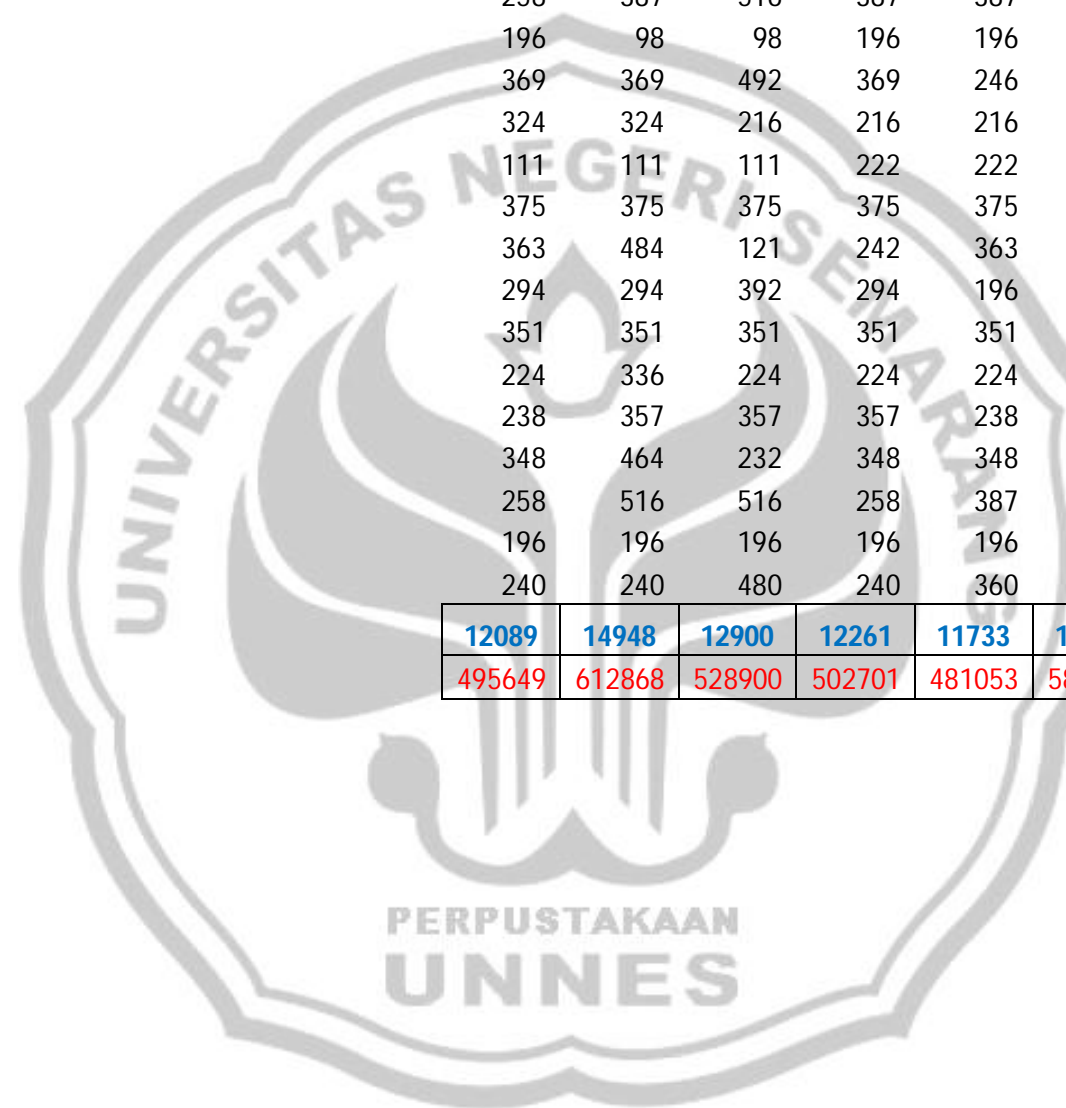 196 98 98 196 196
369 369 492 369 246
324 324 216 216 216
111 111 111 222 222
375 375 375 375 375
363 484 121 242 363
294 294 392 294 196
351 351 351 351 351
224 336 224 224 224
238 357 357 357 238
348 464 232 348 348
258 516 516 258 387
196 196 196 196 196
240 240 480 240 360
12089 14948 12900 12261 11733
495649 612868 528900 502701 481053
UNIVERSITAS NEGERI SEMARANG
PERPUSTAKAAN
UNNES